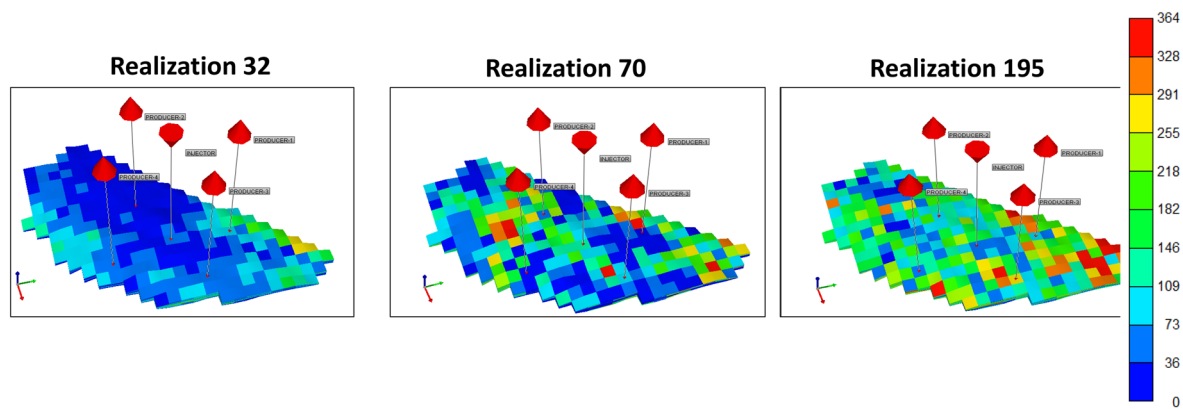 Realization 32
Realization 70
Realization 195
PRODUCER-2
PRODUCER-1
INJECTOR
PRODUCER-4
PRODUCER-3
PRODUCER-2
PRODUCER-1
INJECTOR
PRODUCER-4
PRODUCER-3
PRODUCER-2
PRODUCER-1
INJECTOR
PRODUCER-4
PRODUCER-3
364
328
291
255
218
182
146
109
73
36
0